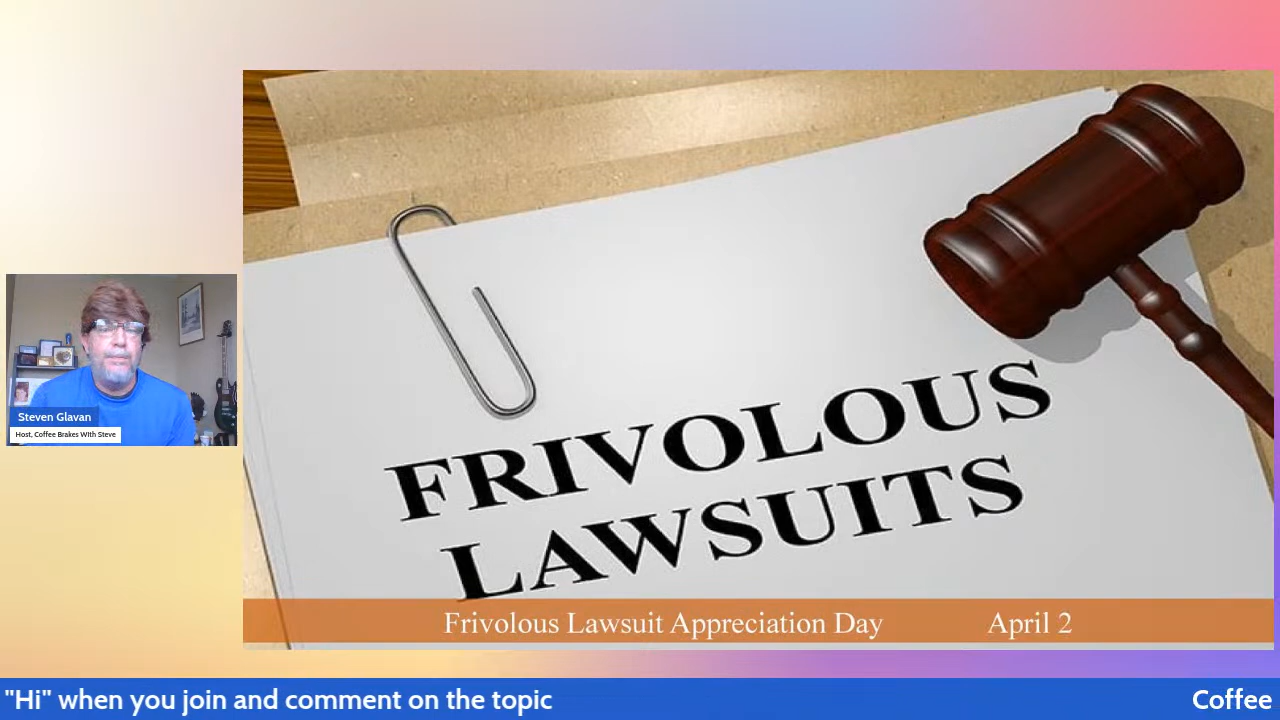 FRIVOLOUS
LAWSUITS
Frivolous Lawsuit Appreciation Day April 2
Steven Glavan
Host, Coffee Brakes With Steve
"Hi" when you join and comment on the topic
Coffee